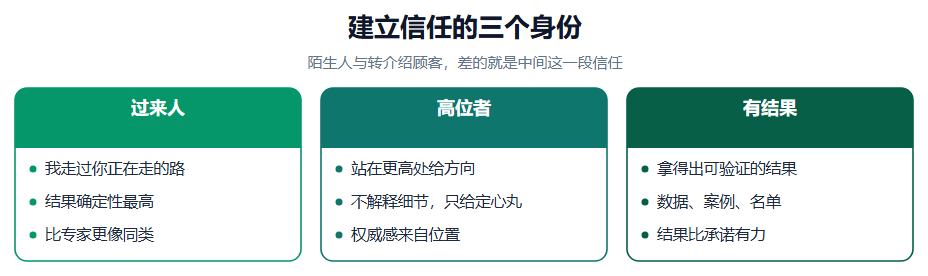 建立信任的三个身份
陌生人与转介绍顾客，差的就是中间这一段信任
过来人
我走过你正在走的路
结果确定性最高
比专家更像同类
高位者
站在更高处给方向
不解释细节，只给定心丸
权威感来自位置
有结果
拿得出可验证的结果
数据、案例、名单
结果比承诺有力